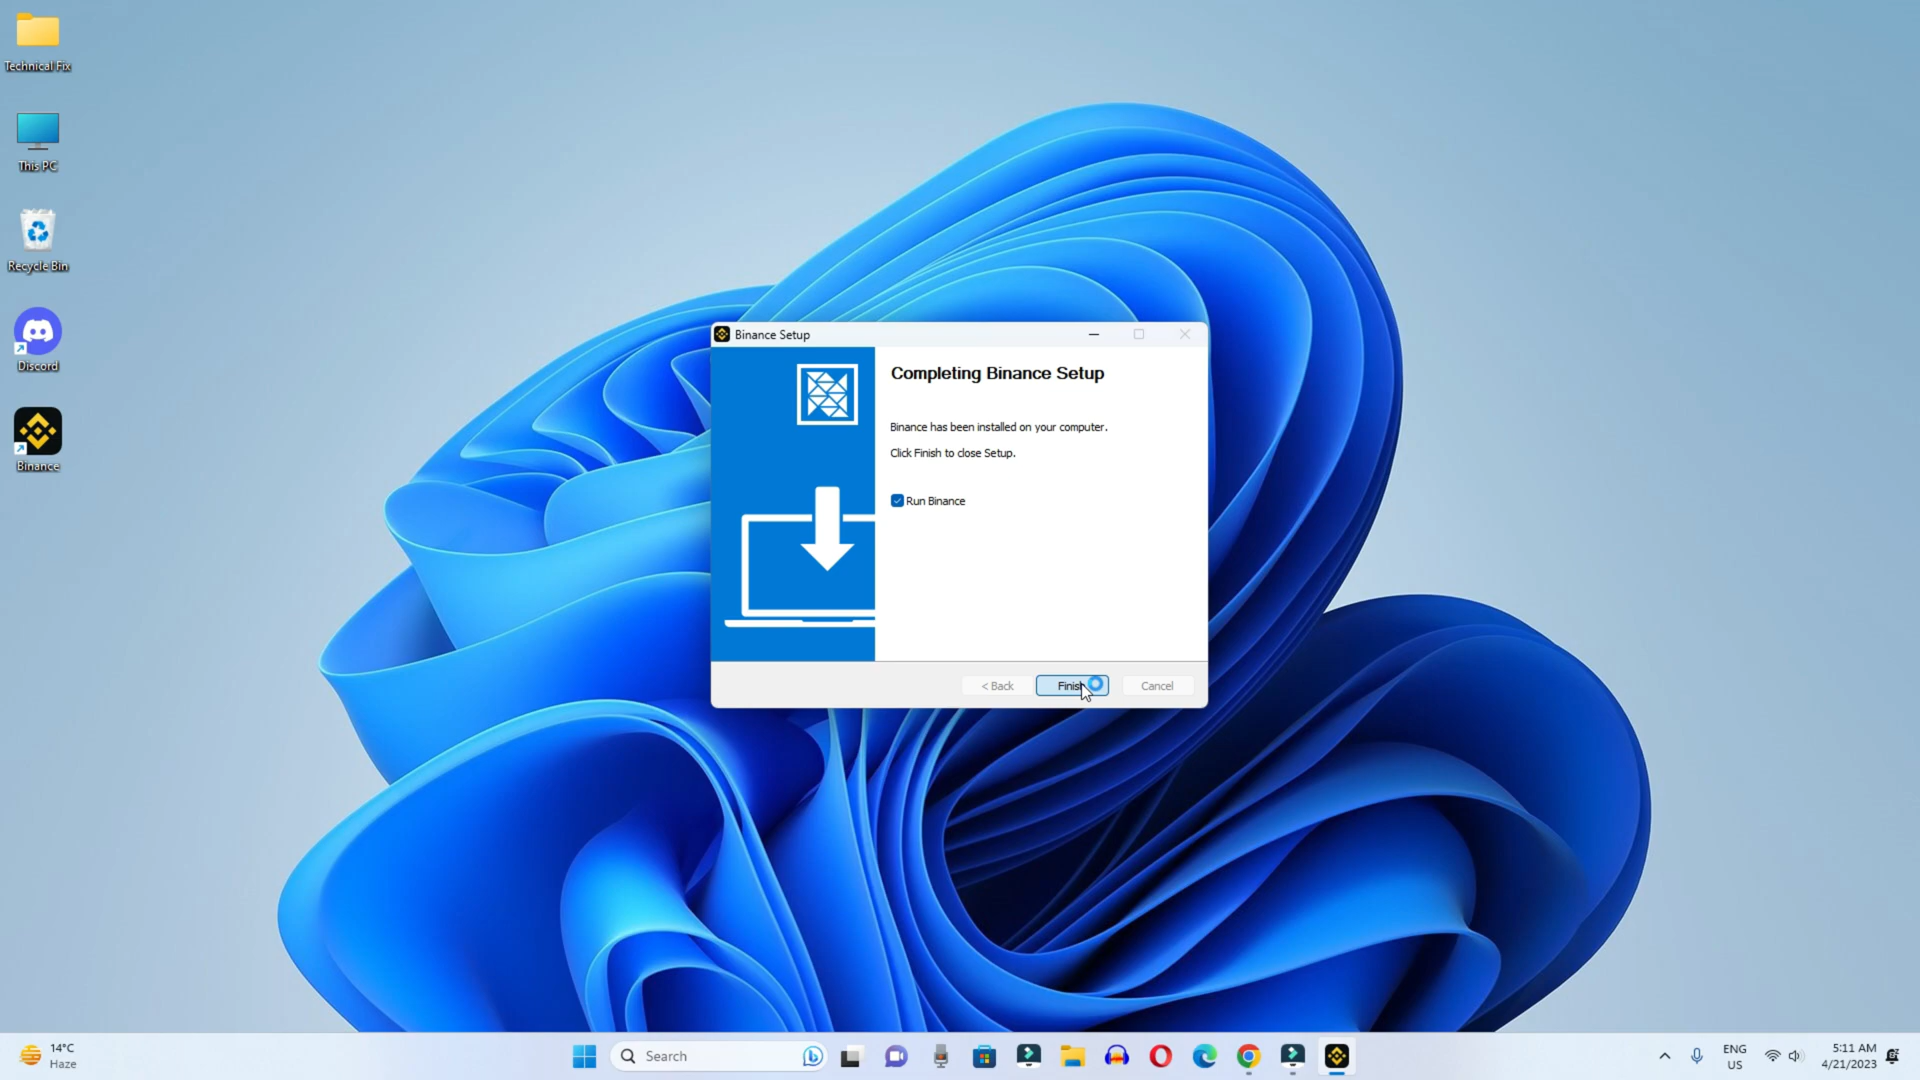 Technical Fix
This PC
Recycle Bin
Discord
Binance
Binance Setup
Completing Binance Setup
Binance has been installed on your computer.
Click Finish to close Setup.
Run Binance
< Back
Finish
Cancel
14°C
Haze
Search
ENG
US
5:11 AM
4/21/2023